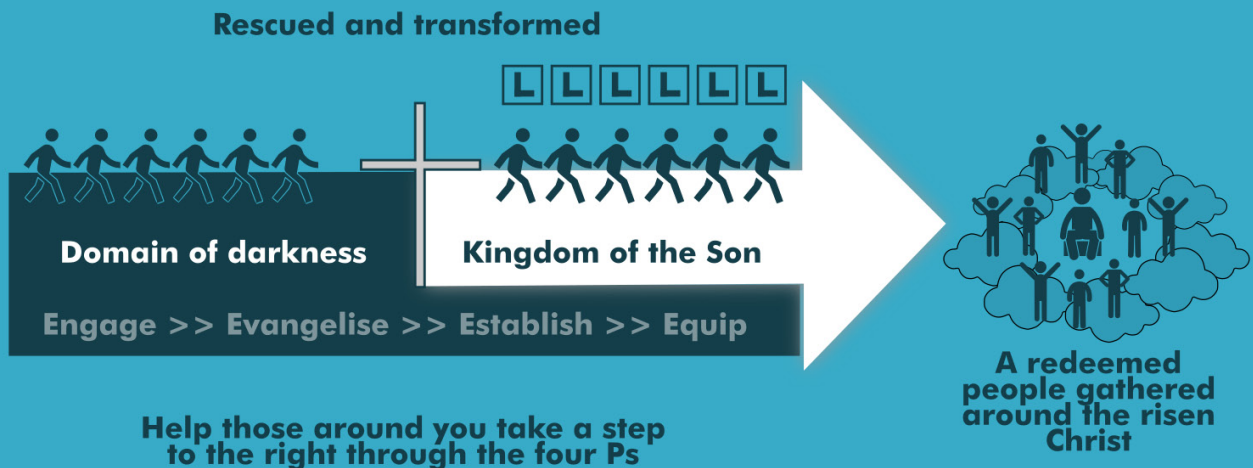 Rescued and transformed
L L L L L L
Domain of darkness
Kingdom of the Son
Engage >> Evangelise >> Establish >> Equip
A redeemed
people gathered
around the risen
Christ
Help those around you take a step
to the right through the four Ps